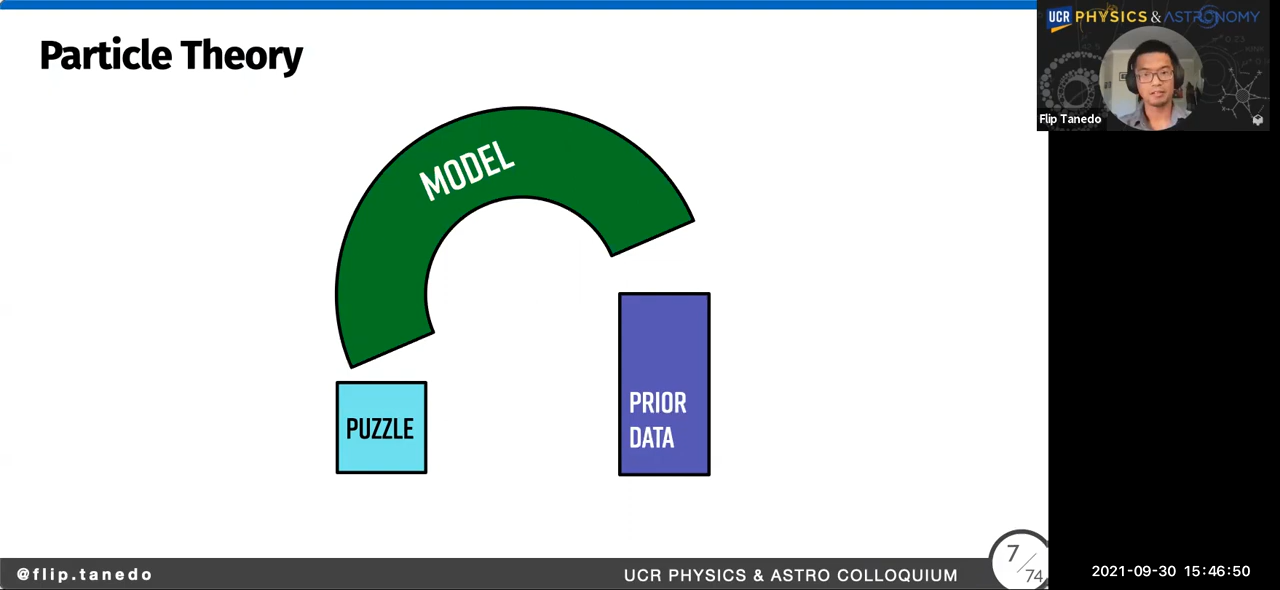 Particle Theory
MODEL
PUZZLE
PRIOR
DATA
@flip.tanedo
UCR PHYSICS & ASTRO COLLOQUIUM
7/74
UCR PHYSICS & ASTRONOMY
Flip Tanedo
2021-09-30 15:46:50